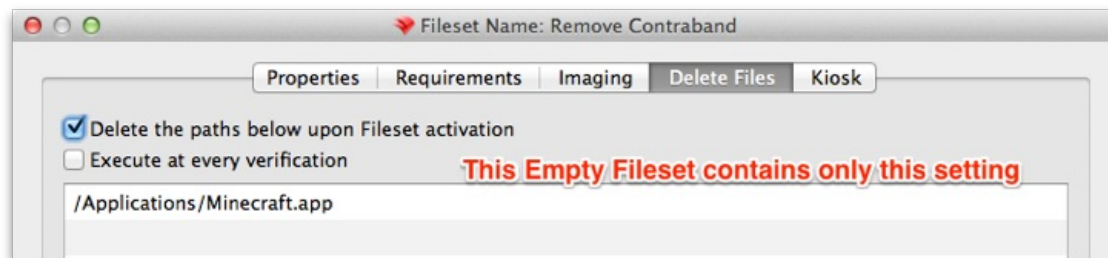 Fileset Name: Remove Contraband
Properties Requirements Imaging Delete Files Kiosk
Delete the paths below upon Fileset activation
Execute at every verification
This Empty Fileset contains only this setting
/Applications/Minecraft.app